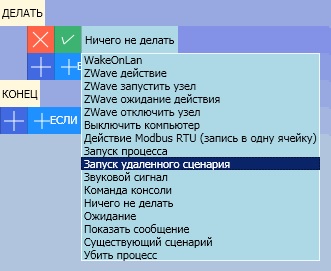 ДЕЛАТЬ
Ничего не делать
WakeOnLan
ZWave действие
ZWave запустить узел
ZWave ожидание действия
ZWave отключить узел
Выключить компьютер
Действие Modbus RTU (запись в одну ячейку)
Запуск процесса
Запуск удаленного сценария
Звуковой сигнал
Команда консоли
Ничего не делать
Ожидание
Показать сообщение
Существующий сценарий
Убить процесс
КОНЕЦ
+ЕСЛИ